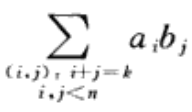 ∑ a_i b_j
(i,j), i+j=k
i,j<n